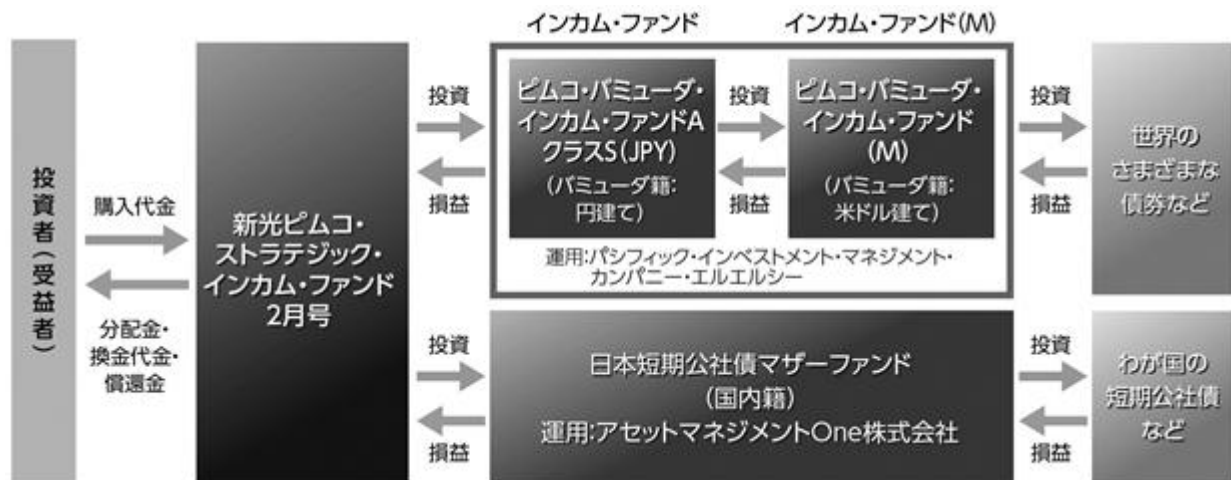 インカム・ファンド
インカム・ファンド(M)
投資者(受益者)
購入代金
分配金・
換金代金・
償還金
新光ピムコ・
ストラテジック・
インカム・ファンド
2月号
投資
損益
ピムコ・バミューダ・
インカム・ファンドA
クラスS(JPY)
(バミューダ籍:
円建て)
投資
損益
ピムコ・バミューダ・
インカム・ファンド
(M)
(バミューダ籍:
米ドル建て)
運用:パシフィック・インベストメント・マネジメント・
カンパニー・エルエルシー
投資
損益
世界の
さまざまな
債券など
投資
損益
日本短期公社債マザーファンド
(国内籍)
運用:アセットマネジメントOne株式会社
投資
損益
わが国の
短期公社債
など